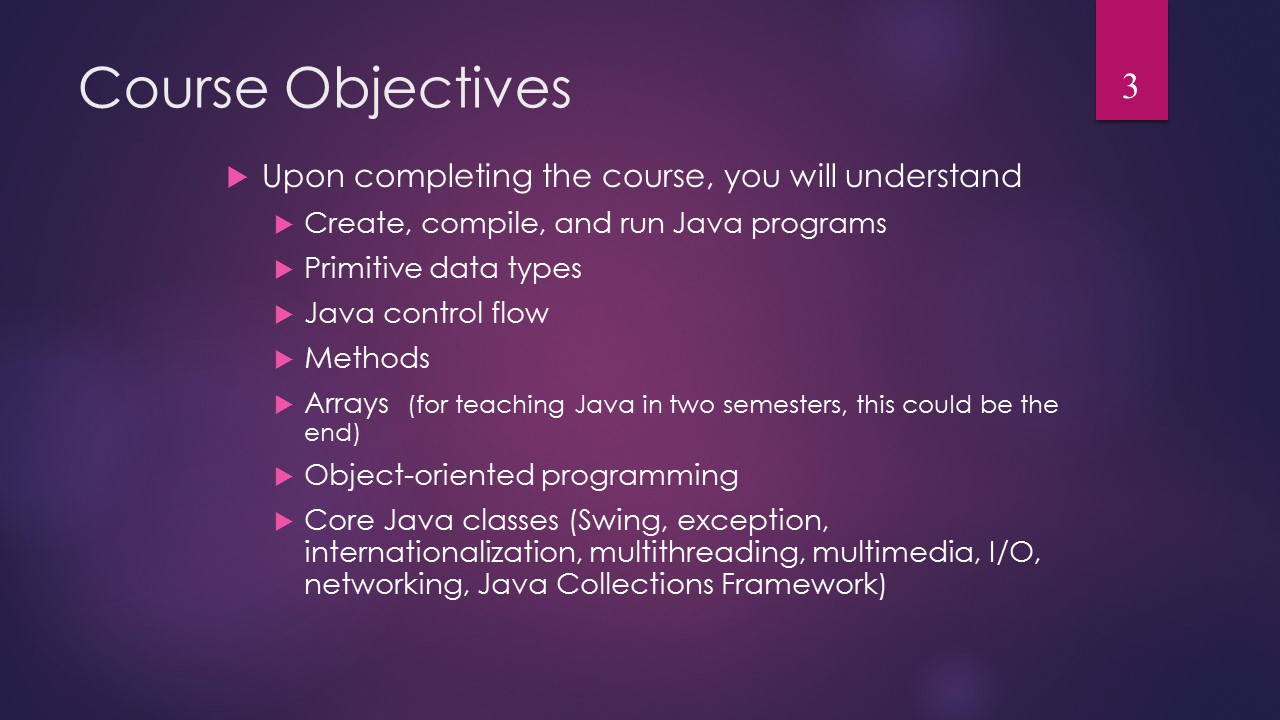 Course Objectives
3
Upon completing the course, you will understand
Create, compile, and run Java programs
Primitive data types
Java control flow
Methods
Arrays (for teaching Java in two semesters, this could be the
end)
Object-oriented programming
Core Java classes (Swing, exception,
internationalization, multithreading, multimedia, I/O,
networking, Java Collections Framework)